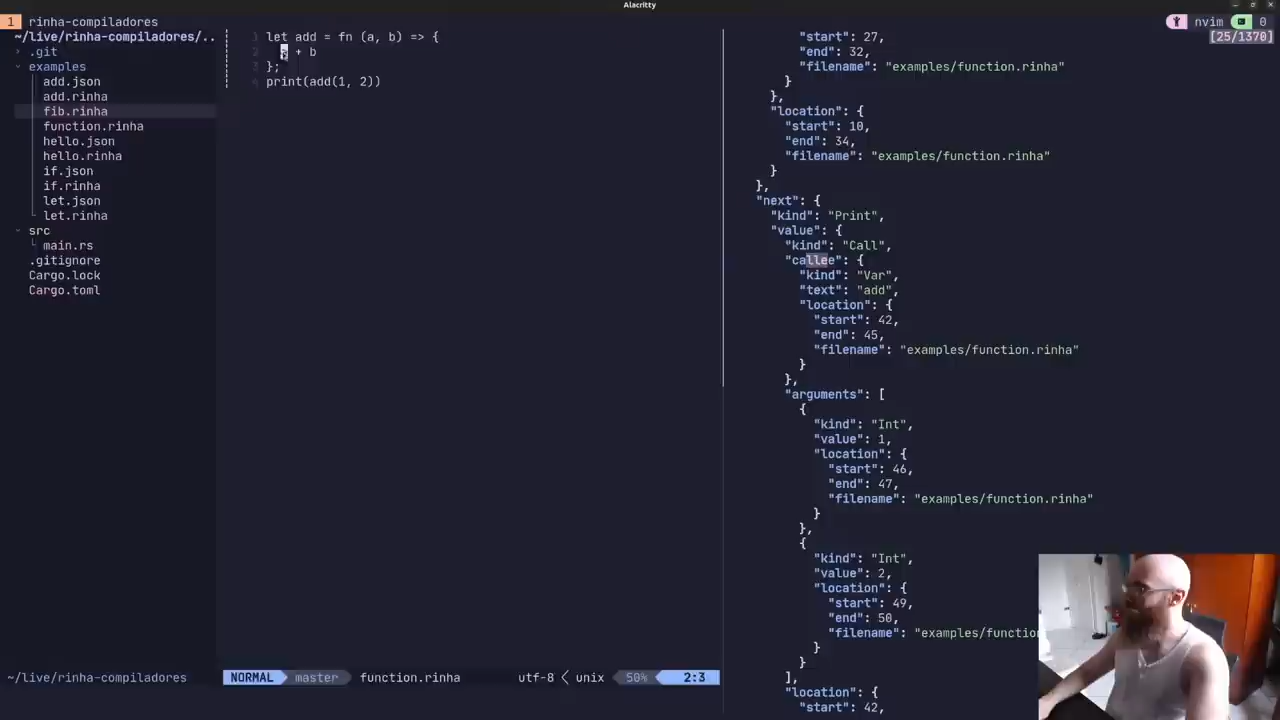 Alacritty
1 rinha-compiladores
nvim 0
~/live/rinha-compiladores/..
.git
examples
add.json
add.rinha
fib.rinha
function.rinha
hello.json
hello.rinha
if.json
if.rinha
let.json
let.rinha
src
main.rs
.gitignore
Cargo.lock
Cargo.toml
~/live/rinha-compiladores
1 let add = fn (a, b) => {
2 a + b
3 };
4 print(add(1, 2))
NORMAL master function.rinha utf-8 < unix 50% 2:3
[25/1370]
"start": 27,
"end": 32,
"filename": "examples/function.rinha"
}
},
"location": {
"start": 10,
"end": 34,
"filename": "examples/function.rinha"
}
},
"next": {
"kind": "Print",
"value": {
"kind": "Call",
"callee": {
"kind": "Var",
"text": "add",
"location": {
"start": 42,
"end": 45,
"filename": "examples/function.rinha"
}
},
"arguments": [
{
"kind": "Int",
"value": 1,
"location": {
"start": 46,
"end": 47,
"filename": "examples/function.rinha"
}
},
{
"kind": "Int",
"value": 2,
"location": {
"start": 49,
"end": 50,
"filename": "examples/functio
}
}
],
"location": {
"start": 42,